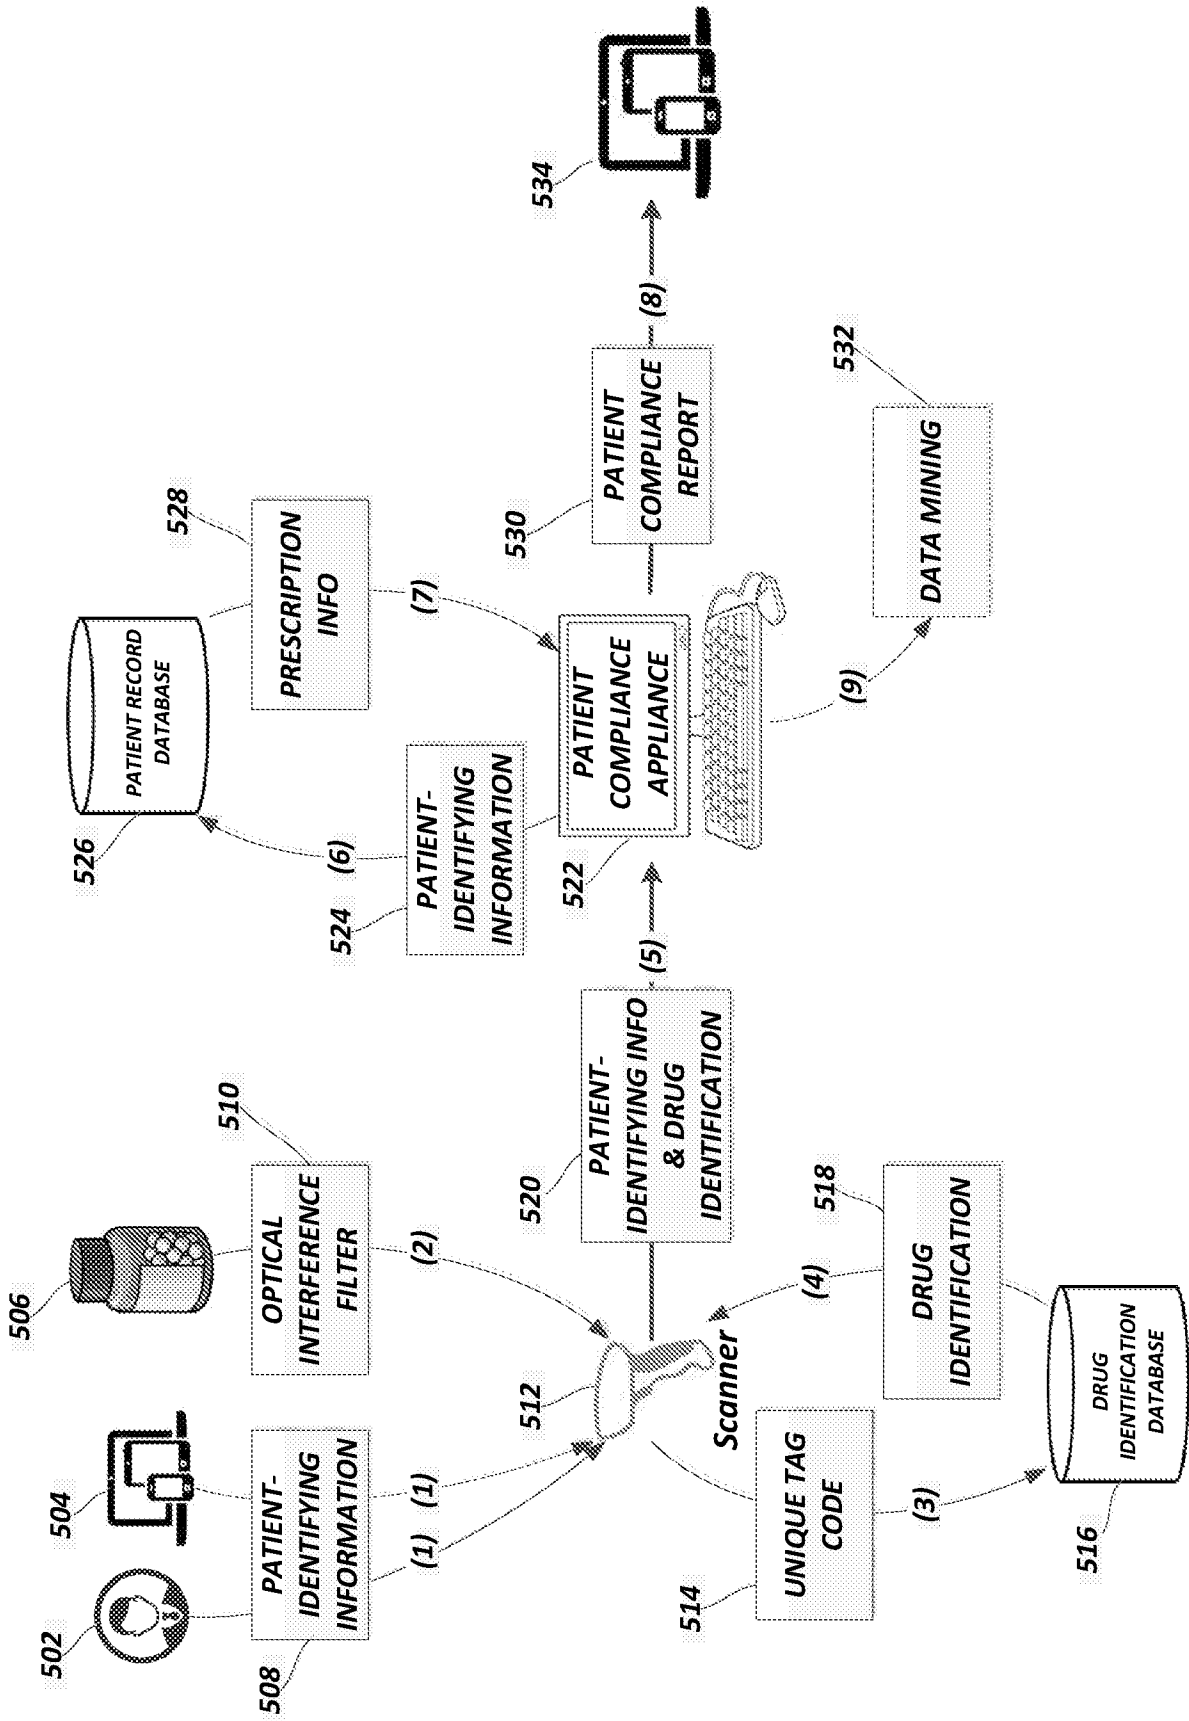 502
504
506
508
PATIENT-
IDENTIFYING
INFORMATION
510
OPTICAL
INTERFERENCE
FILTER
(1)
(1)
(2)
512
Scanner
514
UNIQUE TAG
CODE
(3)
516
DRUG
IDENTIFICATION
DATABASE
518
DRUG
IDENTIFICATION
(4)
520
PATIENT-
IDENTIFYING INFO
& DRUG
IDENTIFICATION
(5)
522
PATIENT
COMPLIANCE
APPLIANCE
524
PATIENT-
IDENTIFYING
INFORMATION
(6)
526
PATIENT RECORD
DATABASE
528
PRESCRIPTION
INFO
(7)
530
PATIENT
COMPLIANCE
REPORT
(8)
534
(9)
532
DATA MINING